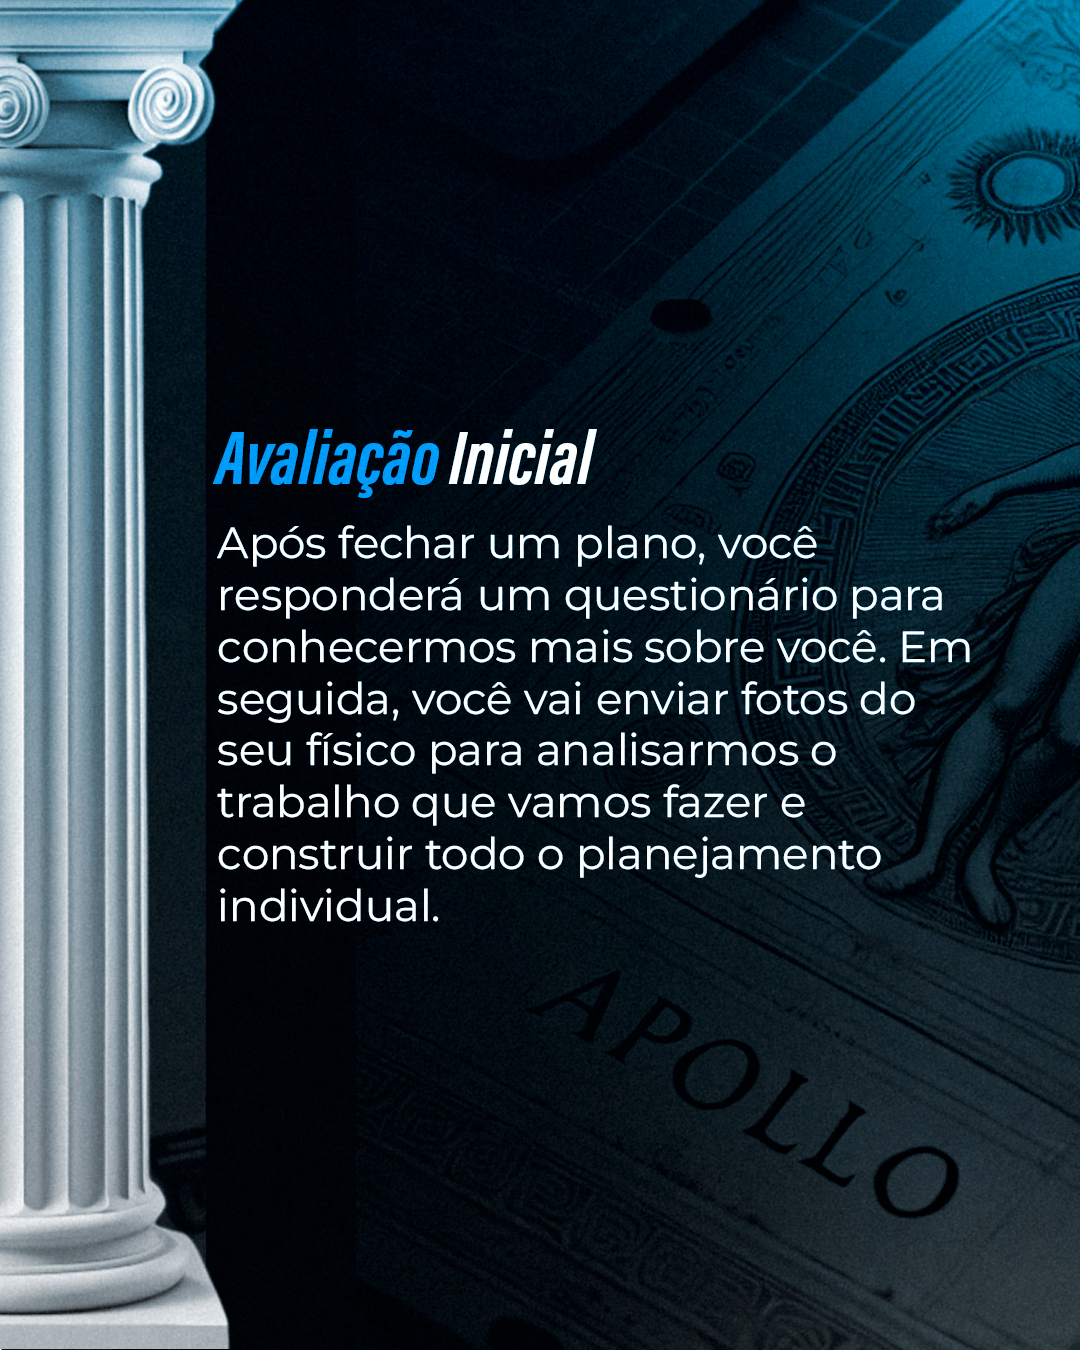 Avaliação Inicial
Após fechar um plano, você
responderá um questionário para
conhecermos mais sobre você. Em
seguida, você vai enviar fotos do
seu físico para analisarmos o
trabalho que vamos fazer e
construir todo o planejamento
individual.
APOLLO